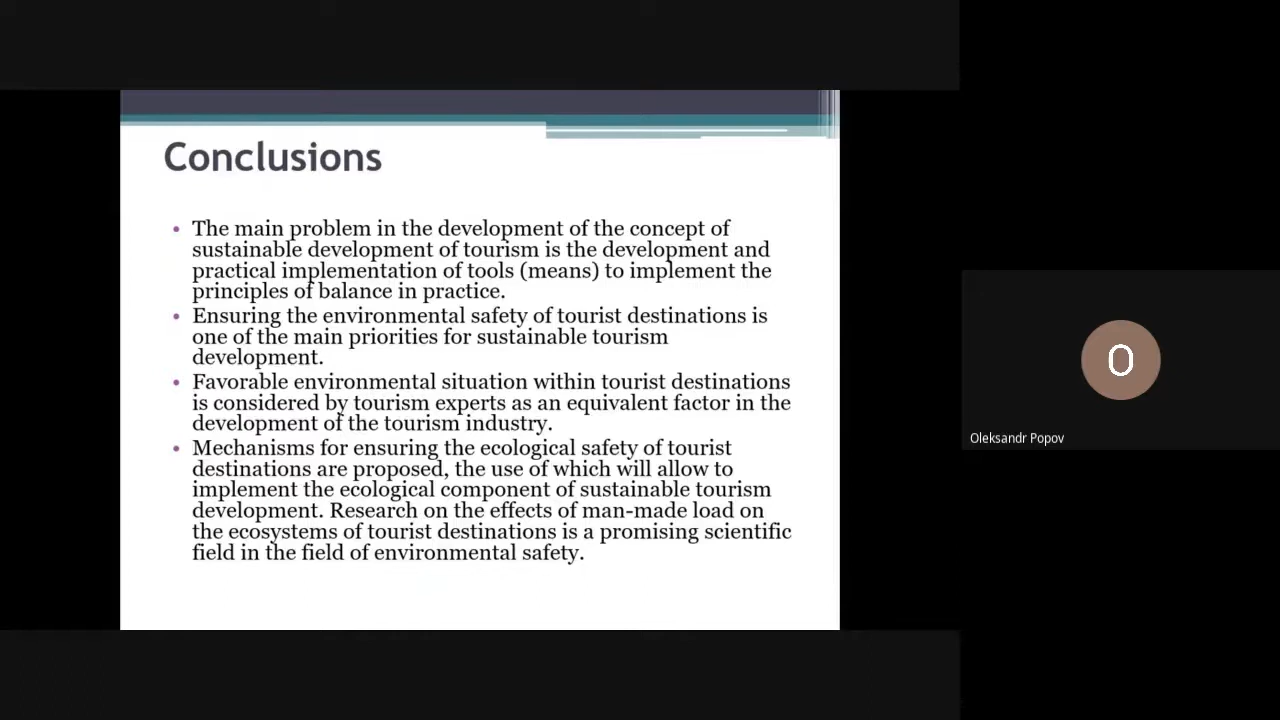 Conclusions
• The main problem in the development of the concept of
sustainable development of tourism is the development and
practical implementation of tools (means) to implement the
principles of balance in practice.
• Ensuring the environmental safety of tourist destinations is
one of the main priorities for sustainable tourism
development.
• Favorable environmental situation within tourist destinations
is considered by tourism experts as an equivalent factor in the
development of the tourism industry.
• Mechanisms for ensuring the ecological safety of tourist
destinations are proposed, the use of which will allow to
implement the ecological component of sustainable tourism
development. Research on the effects of man-made load on
the ecosystems of tourist destinations is a promising scientific
field in the field of environmental safety.
O
Oleksandr Popov